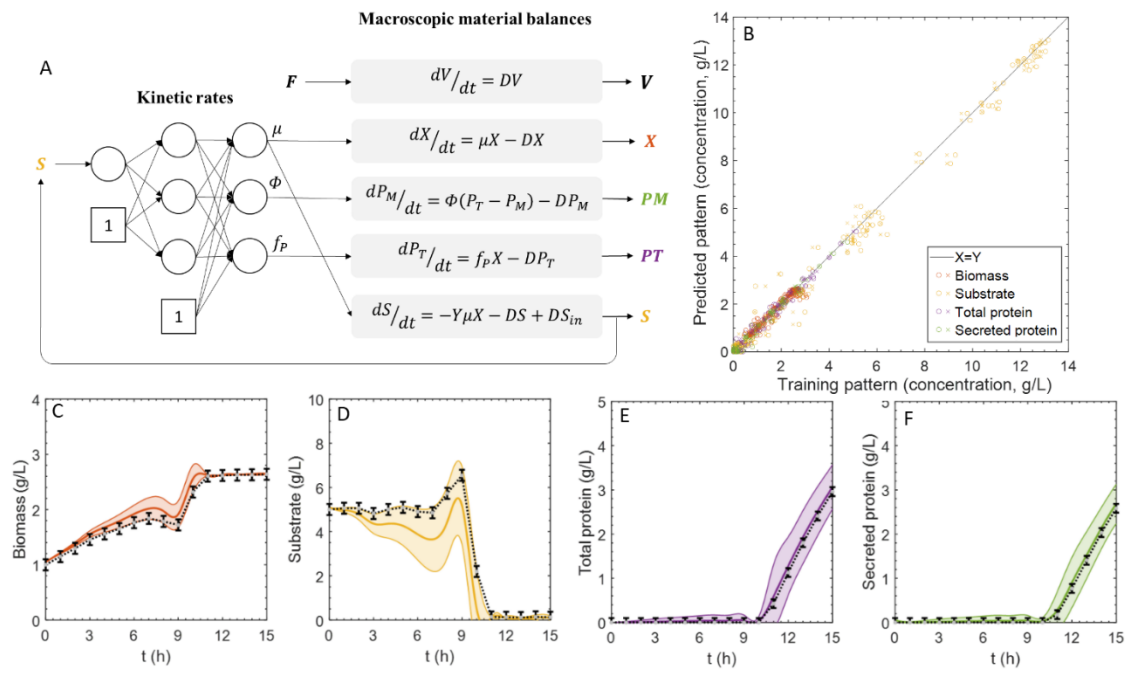 Macroscopic material balances
A
Kinetic rates
F
dV/dt = DV
V
S
1
1
μ
Φ
f_P
dX/dt = μX − DX
X
dP_M/dt = Φ(P_T − P_M) − DP_M
PM
dP_T/dt = f_P X − DP_T
PT
dS/dt = −YμX − DS + DS_in
S
B
Predicted pattern (concentration, g/L)
14
12
10
8
6
4
2
0
0 2 4 6 8 10 12 14
Training pattern (concentration, g/L)
X=Y
Biomass
Substrate
Total protein
Secreted protein
C
Biomass (g/L)
4
3
2
1
0
0 3 6 9 12 15
t (h)
D
Substrate (g/L)
10
8
6
4
2
0
0 3 6 9 12 15
t (h)
E
Total protein (g/L)
5
4
3
2
1
0
0 3 6 9 12 15
t (h)
F
Secreted protein (g/L)
5
4
3
2
1
0
0 3 6 9 12 15
t (h)